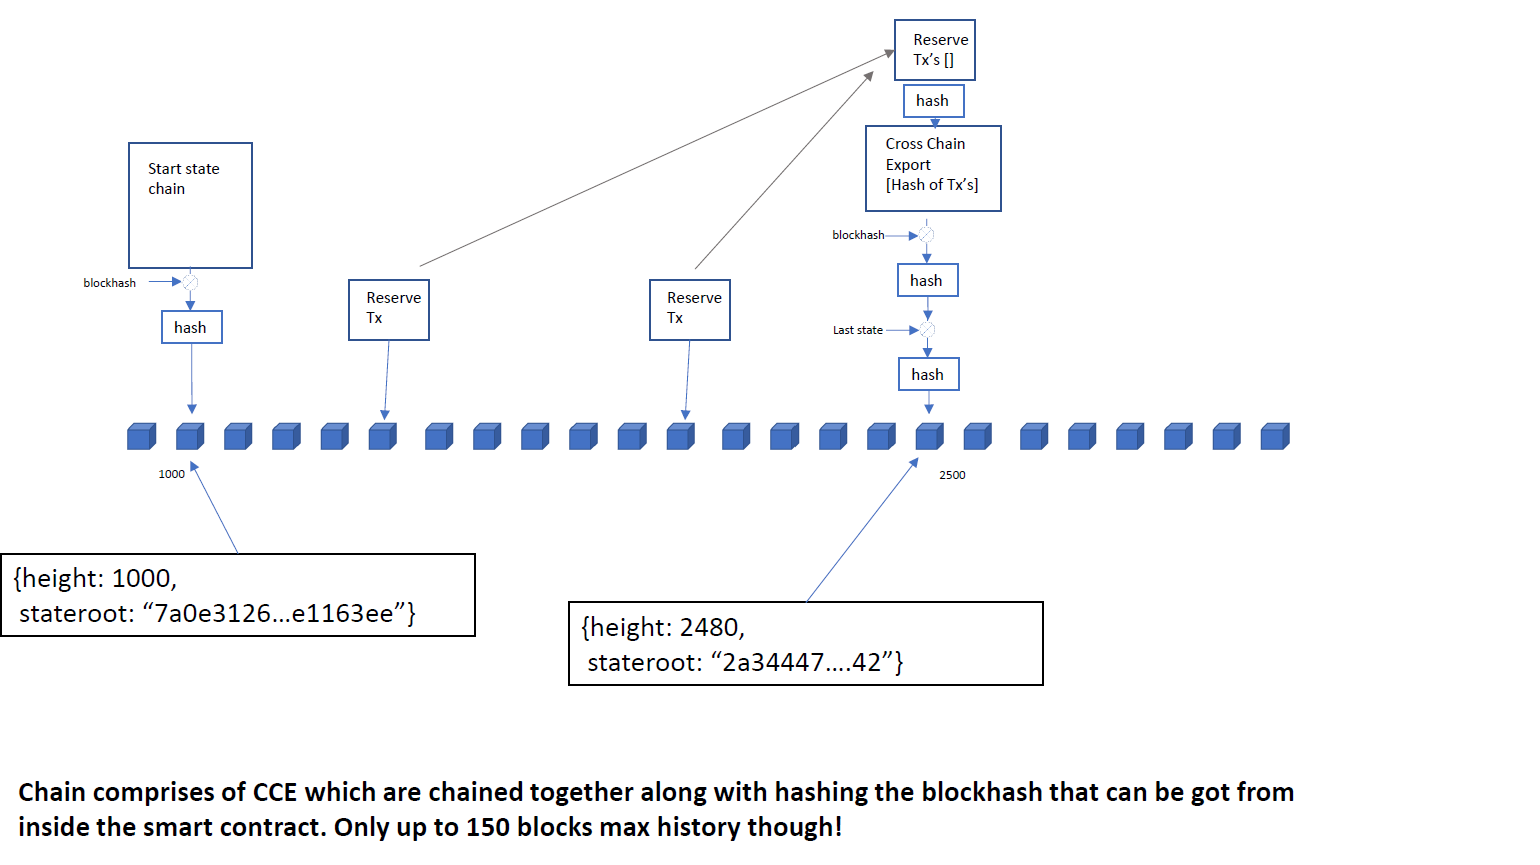 Reserve
Tx's []
hash
Cross Chain
Export
[Hash of Tx's]
Start state
chain
blockhash
blockhash
hash
Reserve
Tx
Reserve
Tx
hash
Last state
hash
hash
1000
2500
{height: 1000,
stateroot: “7a0e3126...e1163ee”}
{height: 2480,
stateroot: “2a34447....42”}
Chain comprises of CCE which are chained together along with hashing the blockhash that can be got from
inside the smart contract. Only up to 150 blocks max history though!